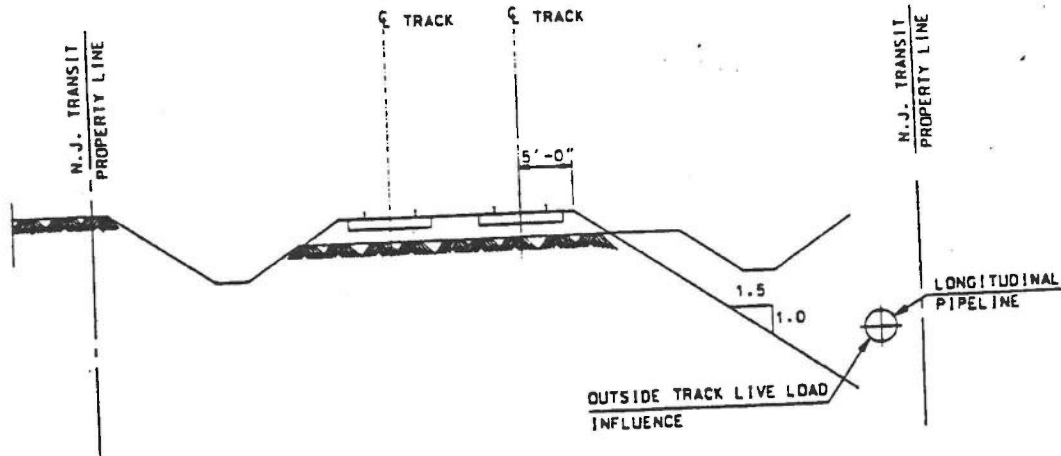 ℄ TRACK
℄ TRACK
N.J. TRANSIT
PROPERTY LINE
N.J. TRANSIT
PROPERTY LINE
5'-0"
1.5
1.0
LONGITUDINAL
PIPELINE
OUTSIDE TRACK LIVE LOAD
INFLUENCE